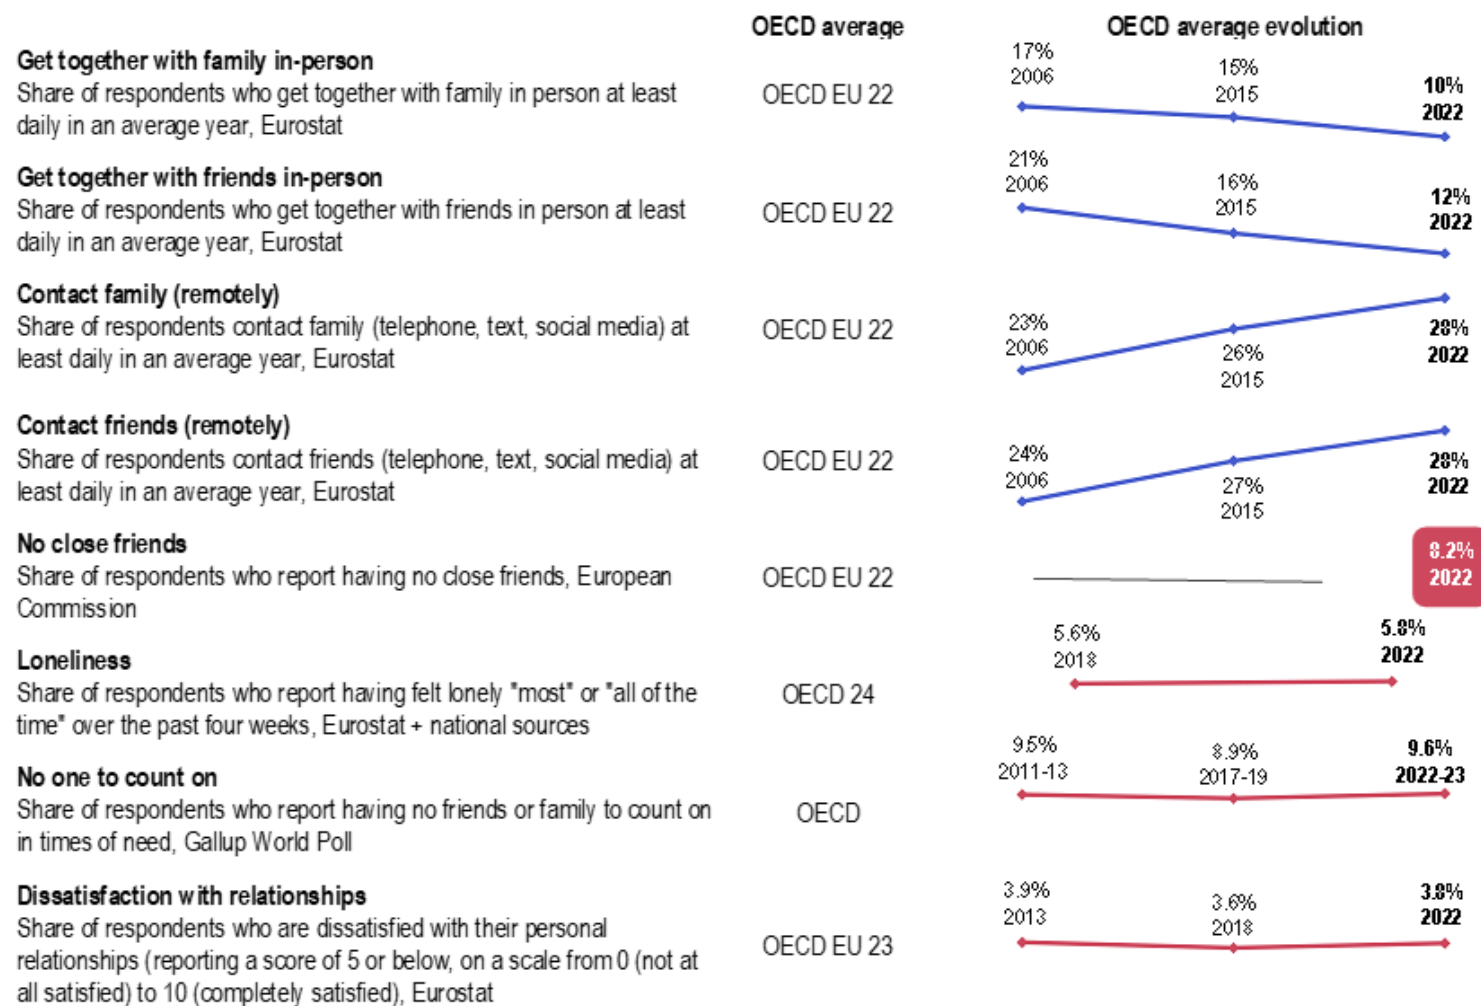 OECD average OECD average evolution
Get together with family in-person
Share of respondents who get together with family in person at least
daily in an average year, Eurostat
OECD EU 22
17%
2006
15%
2015
10%
2022
Get together with friends in-person
Share of respondents who get together with friends in person at least
daily in an average year, Eurostat
OECD EU 22
21%
2006
16%
2015
12%
2022
Contact family (remotely)
Share of respondents contact family (telephone, text, social media) at
least daily in an average year, Eurostat
OECD EU 22
23%
2006
26%
2015
28%
2022
Contact friends (remotely)
Share of respondents contact friends (telephone, text, social media) at
least daily in an average year, Eurostat
OECD EU 22
24%
2006
27%
2015
28%
2022
No close friends
Share of respondents who report having no close friends, European
Commission
OECD EU 22
8.2%
2022
Loneliness
Share of respondents who report having felt lonely "most" or "all of the
time" over the past four weeks, Eurostat + national sources
OECD 24
5.6%
2018
5.8%
2022
No one to count on
Share of respondents who report having no friends or family to count on
in times of need, Gallup World Poll
OECD
9.5%
2011-13
8.9%
2017-19
9.6%
2022-23
Dissatisfaction with relationships
Share of respondents who are dissatisfied with their personal
relationships (reporting a score of 5 or below, on a scale from 0 (not at
all satisfied) to 10 (completely satisfied), Eurostat
OECD EU 23
3.9%
2013
3.6%
2018
3.8%
2022